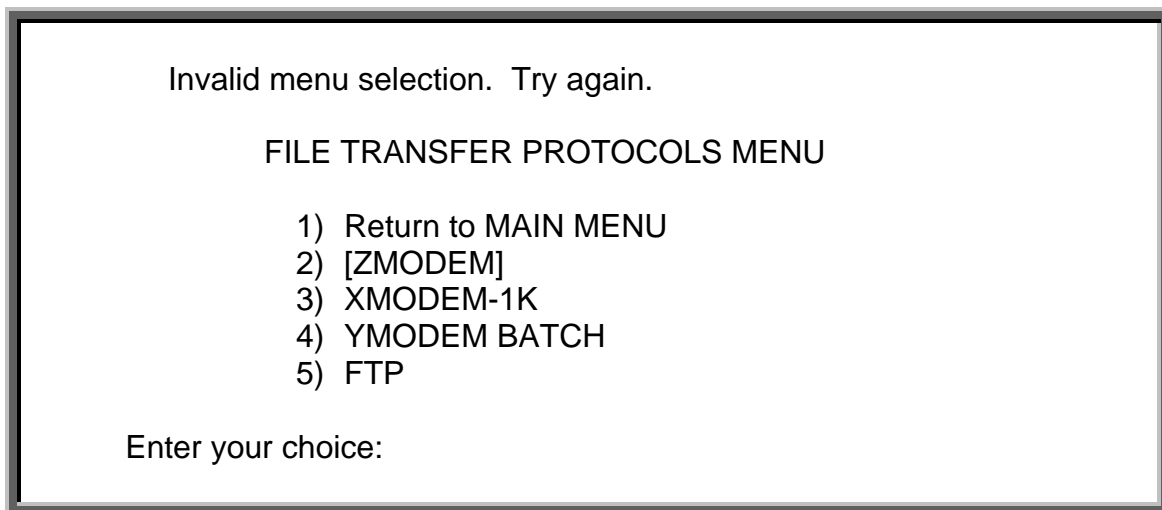 Invalid menu selection.  Try again.
FILE TRANSFER PROTOCOLS MENU
1)  Return to MAIN MENU
2)  [ZMODEM]
3)  XMODEM-1K
4)  YMODEM BATCH
5)  FTP
Enter your choice: